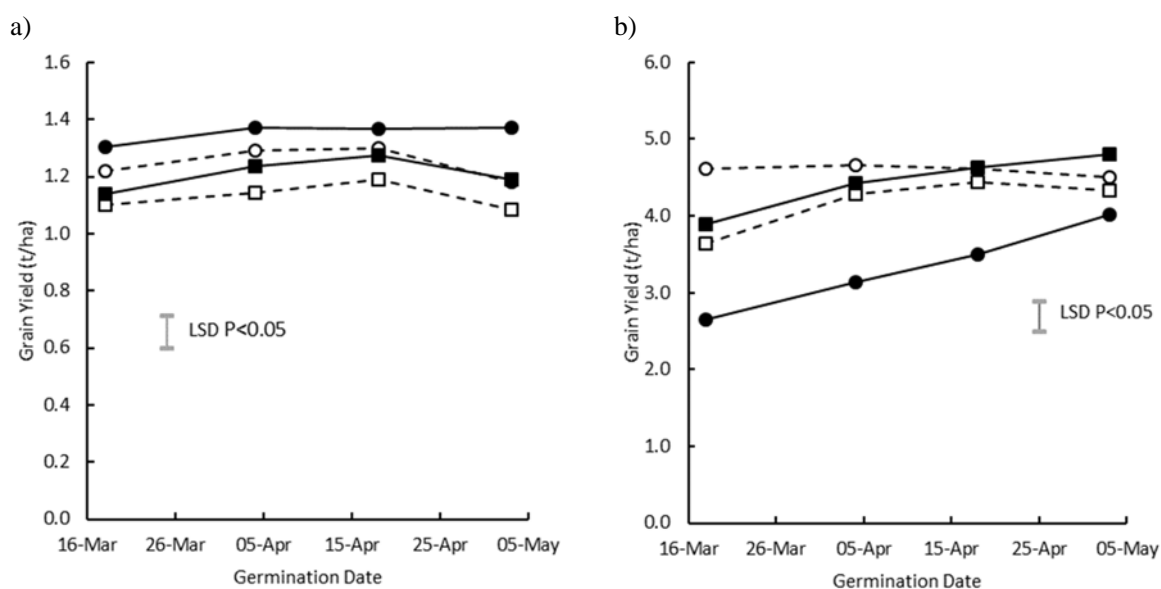 a)
1.6
1.4
1.2
1.0
0.8
0.6
0.4
0.2
0.0
Grain Yield (t/ha)
LSD P<0.05
16-Mar 26-Mar 05-Apr 15-Apr 25-Apr 05-May
Germination Date
b)
6.0
5.0
4.0
3.0
2.0
1.0
0.0
Grain Yield (t/ha)
LSD P<0.05
16-Mar 26-Mar 05-Apr 15-Apr 25-Apr 05-May
Germination Date